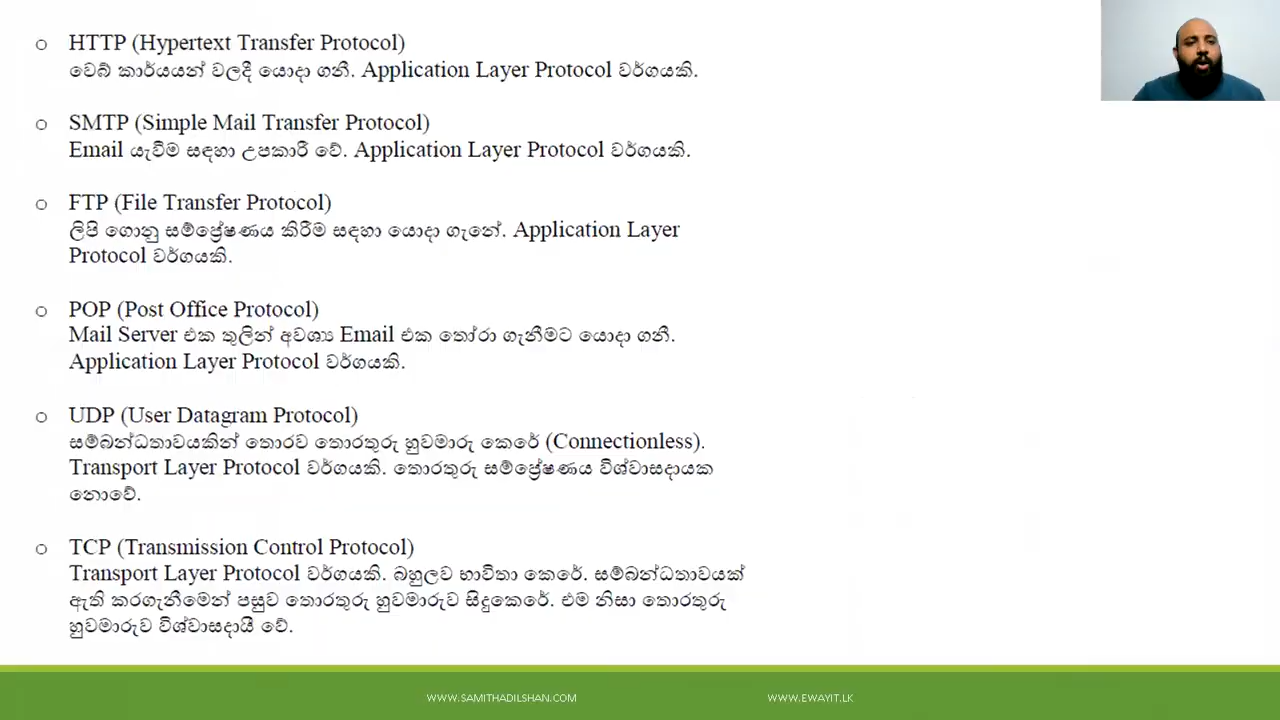 HTTP (Hypertext Transfer Protocol)
වෙබ් කාර්යයන් වලදී යොදා ගනී. Application Layer Protocol වර්ගයකි.
SMTP (Simple Mail Transfer Protocol)
Email යැවීම සඳහා උපකාරී වේ. Application Layer Protocol වර්ගයකි.
FTP (File Transfer Protocol)
ලිපි ගොනු සම්ප්‍රේෂණය කිරීම සඳහා යොදා ගැනේ. Application Layer
Protocol වර්ගයකි.
POP (Post Office Protocol)
Mail Server එක තුලින් අවශ්‍ය Email එක තෝරා ගැනීමට යොදා ගනී.
Application Layer Protocol වර්ගයකි.
UDP (User Datagram Protocol)
සම්බන්ධතාවයකින් තොරව තොරතුරු හුවමාරු කෙරේ (Connectionless).
Transport Layer Protocol වර්ගයකි. තොරතුරු සම්ප්‍රේෂණය විශ්වාසදායක
නොවේ.
TCP (Transmission Control Protocol)
Transport Layer Protocol වර්ගයකි. බහුලව භාවිතා කෙරේ. සම්බන්ධතාවයක්
ඇති කරගැනීමෙන් පසුව තොරතුරු හුවමාරුව සිදුකෙරේ. එම නිසා තොරතුරු
හුවමාරුව විශ්වාසදායී වේ.
WWW.SAMITHADILSHAN.COM WWW.EWAYIT.LK